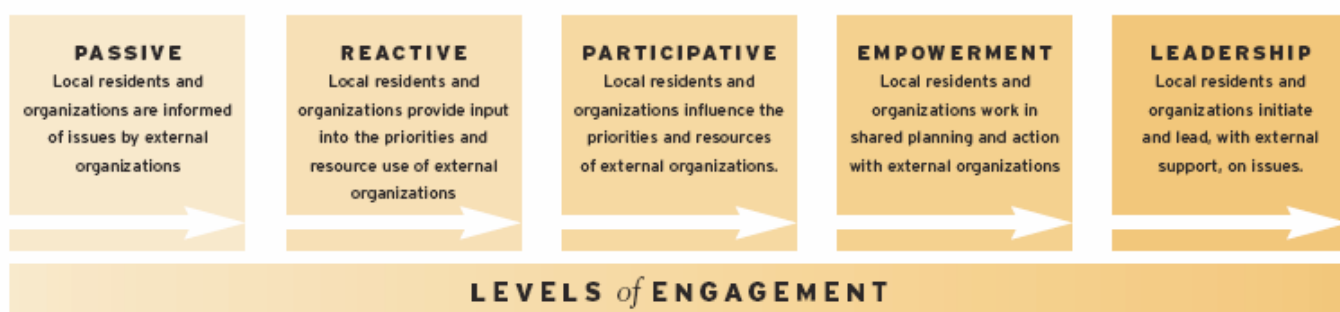 PASSIVE
Local residents and
organizations are informed
of issues by external
organizations
REACTIVE
Local residents and
organizations provide input
into the priorities and
resource use of external
organizations
PARTICIPATIVE
Local residents and
organizations influence the
priorities and resources
of external organizations.
EMPOWERMENT
Local residents and
organizations work in
shared planning and action
with external organizations
LEADERSHIP
Local residents and
organizations initiate
and lead, with external
support, on issues.
LEVELS of ENGAGEMENT